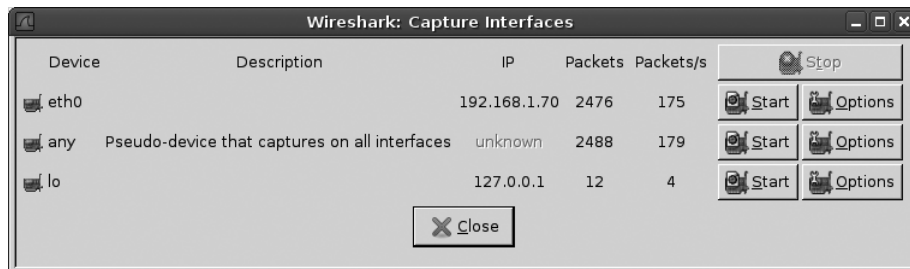 Wireshark: Capture Interfaces
Device Description IP Packets Packets/s Stop
eth0 192.168.1.70 2476 175 Start Options
any Pseudo-device that captures on all interfaces unknown 2488 179 Start Options
lo 127.0.0.1 12 4 Start Options
Close